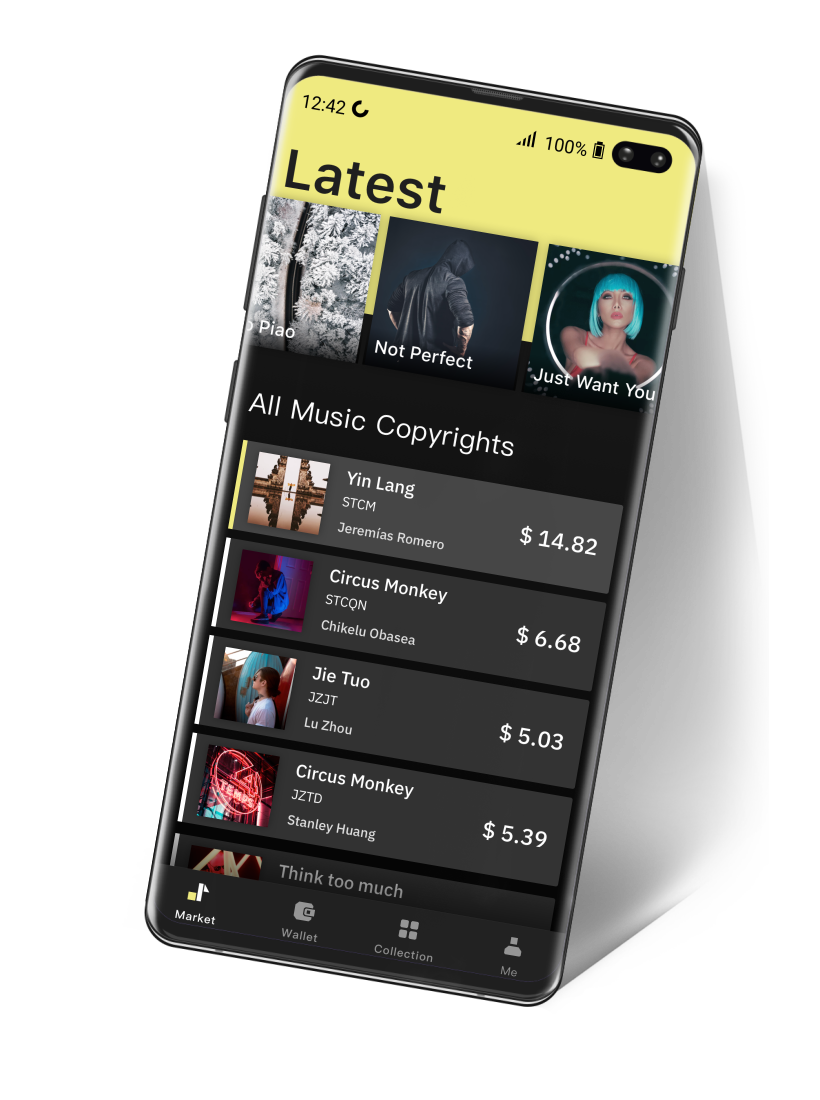 12:42
100%
Latest
Piao
Not Perfect
Just Want You
All Music Copyrights
Yin Lang
STCM
Jeremías Romero
$ 14.82
Circus Monkey
STCQN
Chikelu Obasea
$ 6.68
Jie Tuo
JZJT
Lu Zhou
$ 5.03
Circus Monkey
JZTD
Stanley Huang
$ 5.39
Think too much
Market
Wallet
Collection
Me